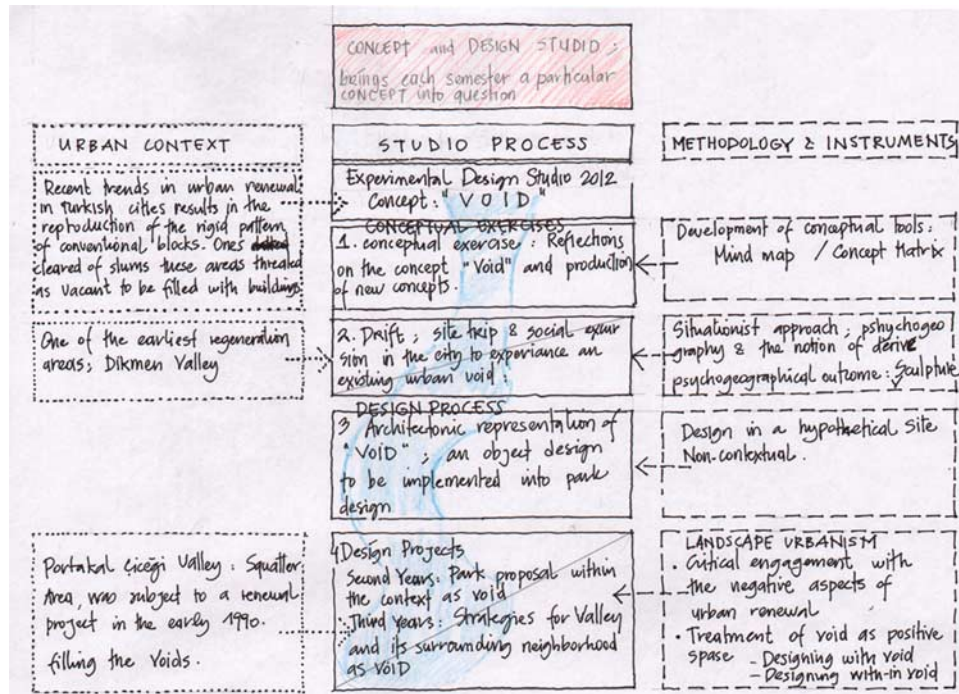 CONCEPT and DESIGN STUDIO :
beings each semester a particular
CONCEPT into question
URBAN CONTEXT
Recent trends in urban renewal
in turkish cities results in the
reproduction of the rigid pattern
of conventional blocks. Ones
cleared of slums these areas threated
as vacant to be filled with buildings
One of the earliest regeneration
areas; Dikmen Valley
Portakal Çiçeği Valley : Squatter
Area, was subject to a renewal
project in the early 1990.
filling the Voids.
STUDIO PROCESS
Experimental Design Studio 2012
Concept: "VOID"
CONCEPTUAL EXERCISES
1. conceptual exercise : Reflections
on the concept "Void" and production
of new concepts.
2. Drift ; site trip & social exur
sion in the city to experiance an
existing urban void.
DESIGN PROCESS
3 Architectonic representation of
"VOID" ; an object design
to be implemented into park
design
4 Design Projects
Second Years: Park proposal within
the context as void
Third Years: Strategies for Valley
and its surrounding neighborhood
as VOID
METHODOLOGY & INSTRUMENTS
Development of conceptual tools :
Mind map / Concept Matrix
Situationist approach ; pshychogeo
graphy & the notion of derive
psychogeographical outcome : Sculpture
Design in a hypothetical site
Non-contextual.
LANDSCAPE URBANISM
• Critical engagement with
the negative aspects of
urban renewal
• Treatment of void as positive
spase - Designing with void
- Designing with-in void